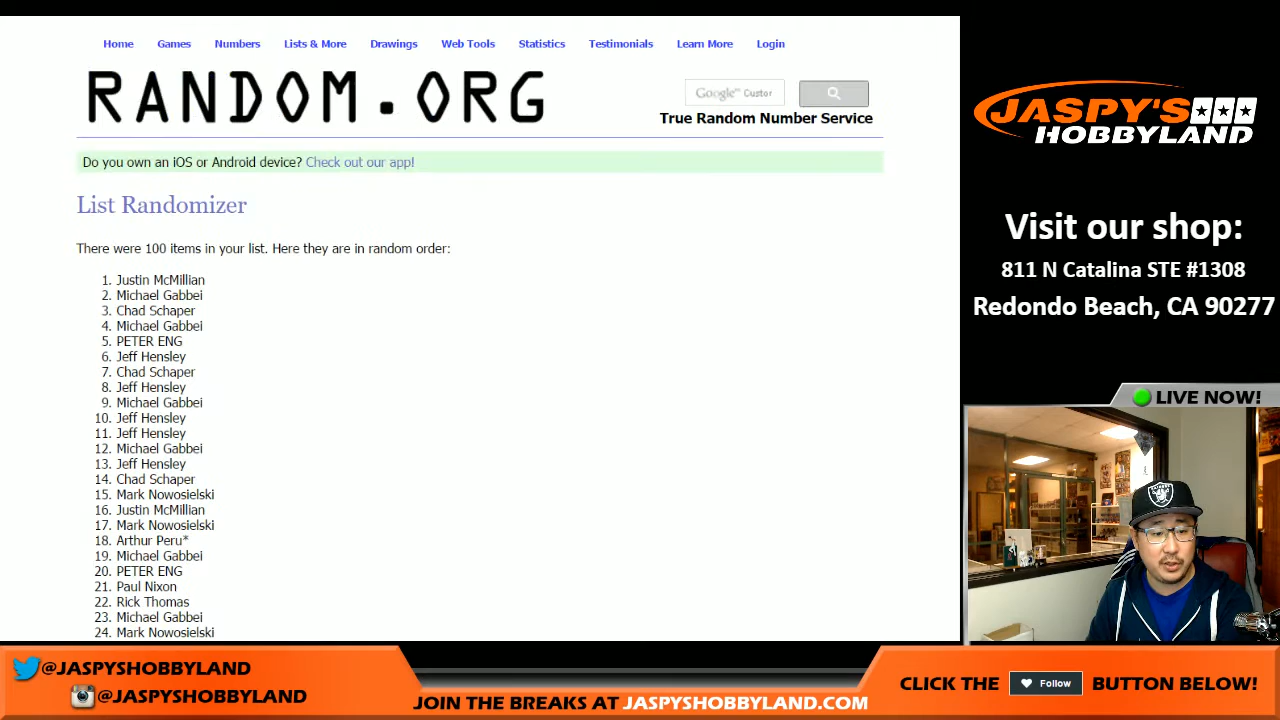 Home Games Numbers Lists & More Drawings Web Tools Statistics Testimonials Learn More Login
RANDOM.ORG
Google™ Custor
True Random Number Service
Do you own an iOS or Android device? Check out our app!
List Randomizer
There were 100 items in your list. Here they are in random order:
1. Justin McMillian
2. Michael Gabbei
3. Chad Schaper
4. Michael Gabbei
5. PETER ENG
6. Jeff Hensley
7. Chad Schaper
8. Jeff Hensley
9. Michael Gabbei
10. Jeff Hensley
11. Jeff Hensley
12. Michael Gabbei
13. Jeff Hensley
14. Chad Schaper
15. Mark Nowosielski
16. Justin McMillian
17. Mark Nowosielski
18. Arthur Peru*
19. Michael Gabbei
20. PETER ENG
21. Paul Nixon
22. Rick Thomas
23. Michael Gabbei
24. Mark Nowosielski
JASPY'S
HOBBYLAND
Visit our shop:
811 N Catalina STE #1308
Redondo Beach, CA 90277
LIVE NOW!
@JASPYSHOBBYLAND
@JASPYSHOBBYLAND
JOIN THE BREAKS AT JASPYSHOBBYLAND.COM
CLICK THE Follow BUTTON BELOW!